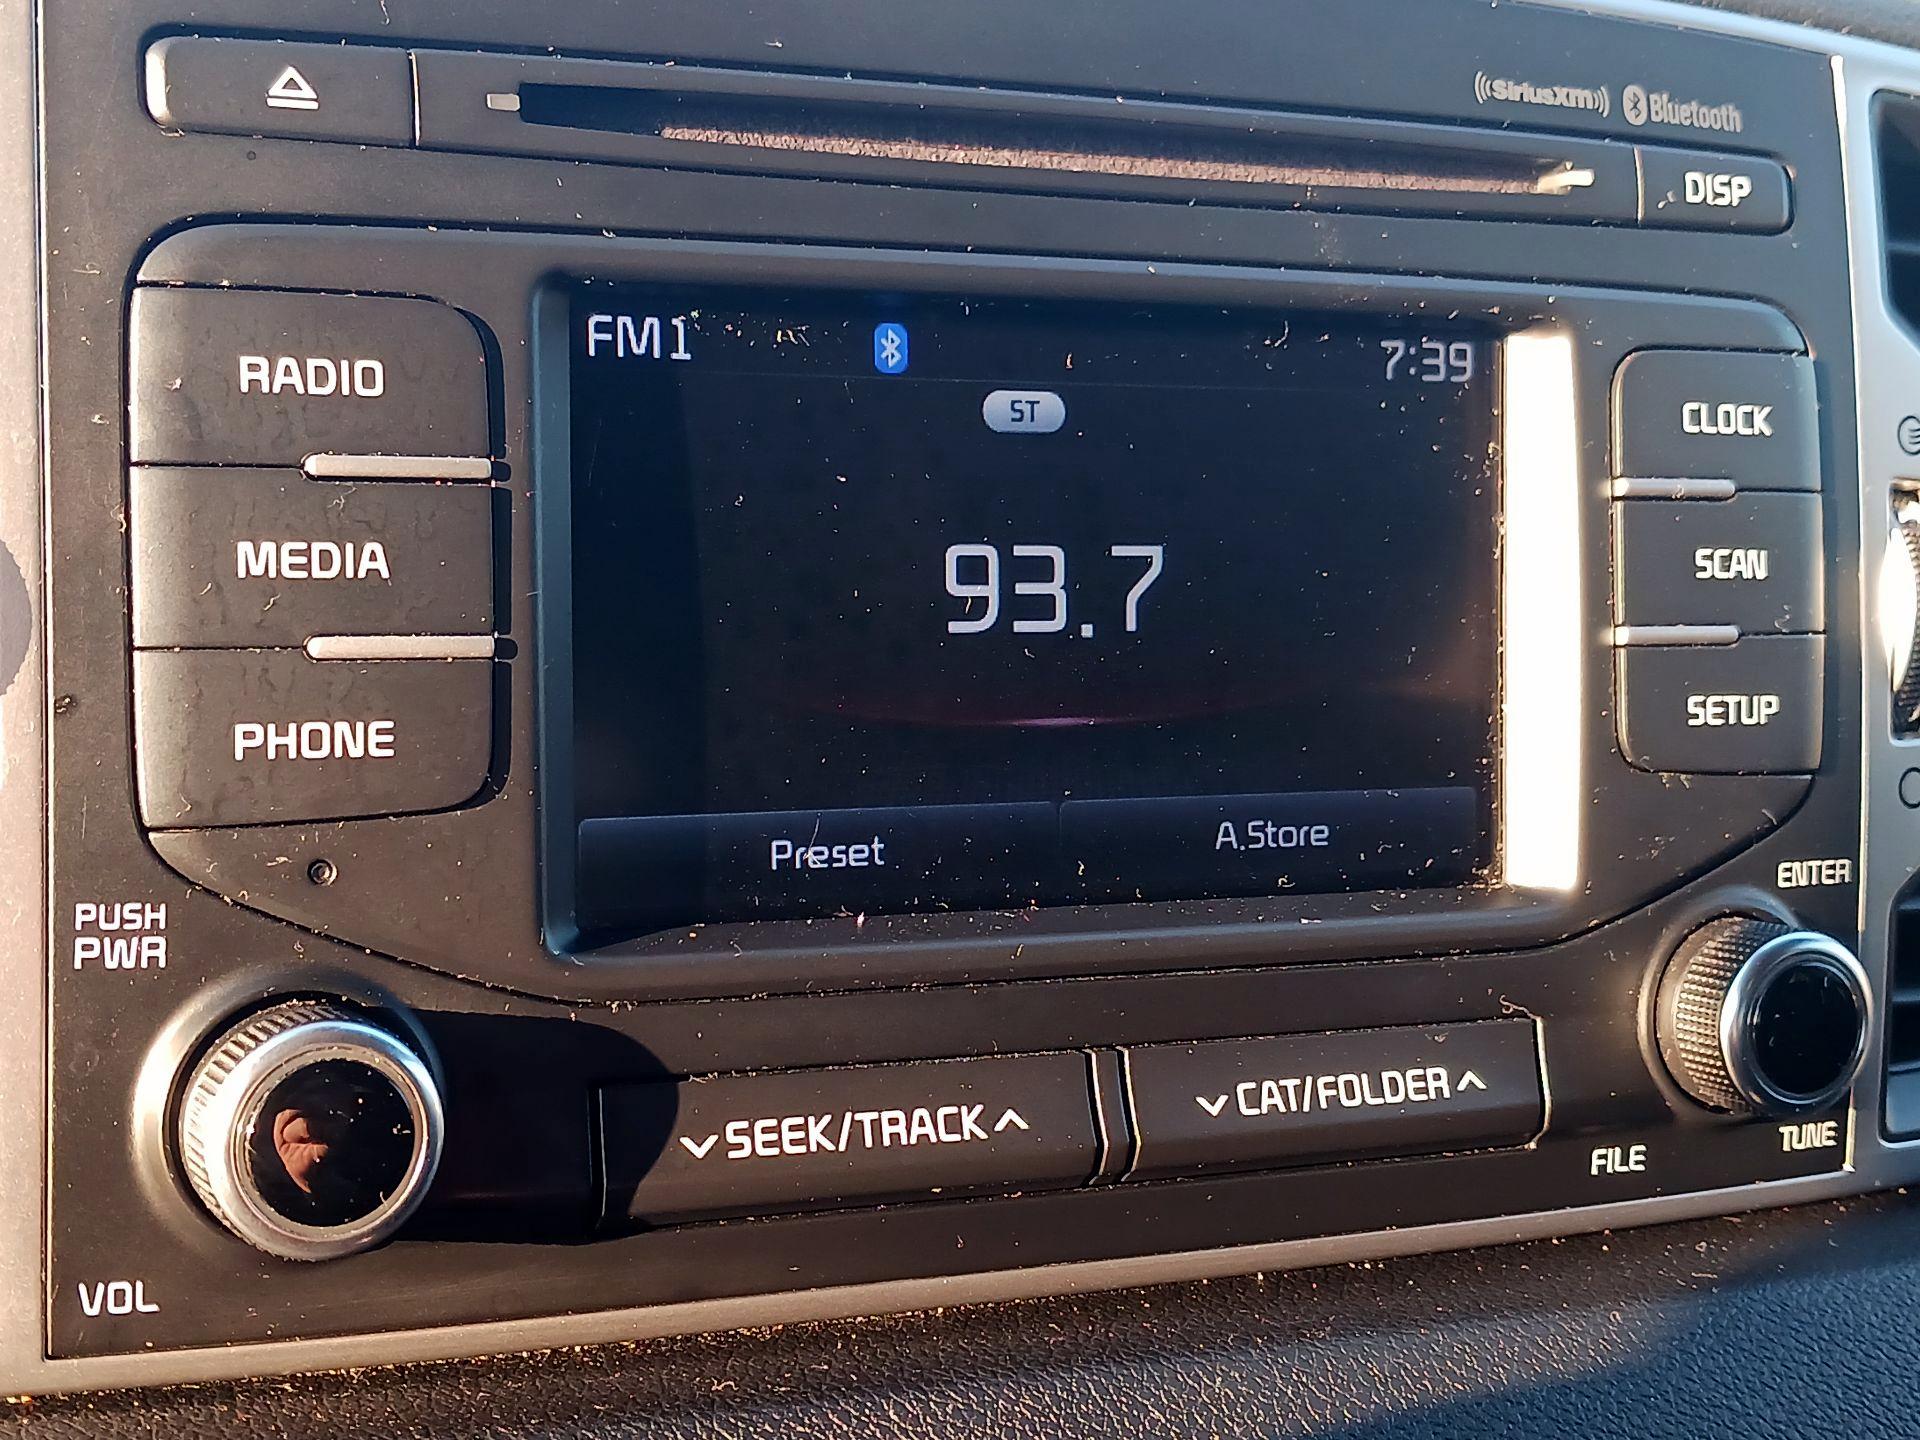 ((SiriusXM)) Bluetooth
DISP
RADIO
MEDIA
PHONE
FM1
7:39
ST
93.7
Preset
A.Store
CLOCK
SCAN
SETUP
PUSH
PWR
VOL
SEEK/TRACK
CAT/FOLDER
ENTER
FILE
TUNE